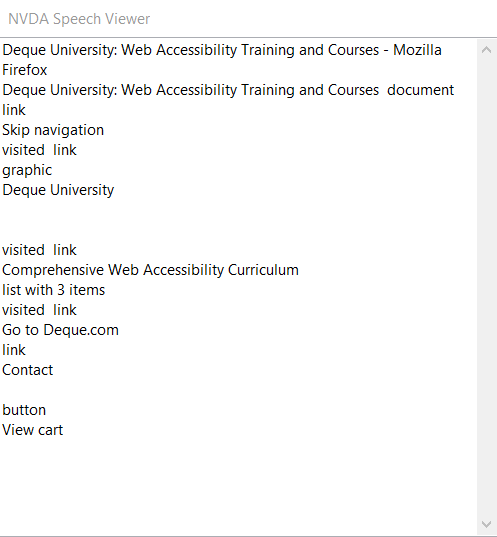 NVDA Speech Viewer
Deque University: Web Accessibility Training and Courses - Mozilla
Firefox
Deque University: Web Accessibility Training and Courses  document
link
Skip navigation
visited  link
graphic
Deque University
visited  link
Comprehensive Web Accessibility Curriculum
list with 3 items
visited  link
Go to Deque.com
link
Contact
button
View cart